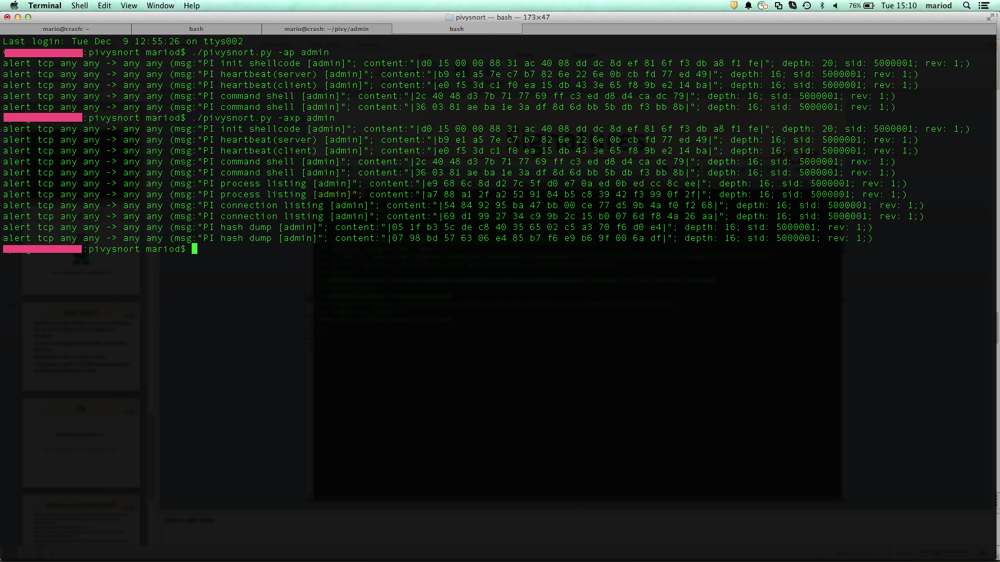 Terminal Shell Edit View Window Help 76% Tue 15:10 mariod
pivysnort — bash — 173×47
mario@crash: ~ bash mario@crash: ~/pivy/admin bash
Last login: Tue Dec  9 12:55:26 on ttys002
:pivysnort mariod$ ./pivysnort.py -ap admin
alert tcp any any -> any any (msg:"PI init shellcode [admin]"; content:"|d0 15 00 00 88 31 ac 40 08 dd dc 8d ef 81 6f f3 db a8 f1 fe|"; depth: 20; sid: 5000001; rev: 1;)
alert tcp any any -> any any (msg:"PI heartbeat(server) [admin]"; content:"|b9 e1 a5 7e c7 b7 82 6e 22 6e 0b cb fd 77 ed 49|"; depth: 16; sid: 5000001; rev: 1;)
alert tcp any any -> any any (msg:"PI heartbeat(client) [admin]"; content:"|e0 f5 3d c1 f0 ea 15 db 43 3e 65 f8 9b e2 14 ba|"; depth: 16; sid: 5000001; rev: 1;)
alert tcp any any -> any any (msg:"PI command shell [admin]"; content:"|2c 40 48 d3 7b 71 77 69 ff c3 ed d8 d4 ca dc 79|"; depth: 16; sid: 5000001; rev: 1;)
alert tcp any any -> any any (msg:"PI command shell [admin]"; content:"|36 03 81 ae ba 1e 3a df 8d 6d bb 5b db f3 bb 8b|"; depth: 16; sid: 5000001; rev: 1;)
:pivysnort mariod$ ./pivysnort.py -axp admin
alert tcp any any -> any any (msg:"PI init shellcode [admin]"; content:"|d0 15 00 00 88 31 ac 40 08 dd dc 8d ef 81 6f f3 db a8 f1 fe|"; depth: 20; sid: 5000001; rev: 1;)
alert tcp any any -> any any (msg:"PI heartbeat(server) [admin]"; content:"|b9 e1 a5 7e c7 b7 82 6e 22 6e 0b cb fd 77 ed 49|"; depth: 16; sid: 5000001; rev: 1;)
alert tcp any any -> any any (msg:"PI heartbeat(client) [admin]"; content:"|e0 f5 3d c1 f0 ea 15 db 43 3e 65 f8 9b e2 14 ba|"; depth: 16; sid: 5000001; rev: 1;)
alert tcp any any -> any any (msg:"PI command shell [admin]"; content:"|2c 40 48 d3 7b 71 77 69 ff c3 ed d8 d4 ca dc 79|"; depth: 16; sid: 5000001; rev: 1;)
alert tcp any any -> any any (msg:"PI command shell [admin]"; content:"|36 03 81 ae ba 1e 3a df 8d 6d bb 5b db f3 bb 8b|"; depth: 16; sid: 5000001; rev: 1;)
alert tcp any any -> any any (msg:"PI process listing [admin]"; content:"|e9 68 6c 8d d2 7c 5f d0 e7 0a ed 0b ed cc 8c ee|"; depth: 16; sid: 5000001; rev: 1;)
alert tcp any any -> any any (msg:"PI process listing [admin]"; content:"|a7 88 a1 2f a2 52 91 84 b5 c8 39 42 f3 99 0f 2f|"; depth: 16; sid: 5000001; rev: 1;)
alert tcp any any -> any any (msg:"PI connection listing [admin]"; content:"|54 84 92 95 ba 47 bb 00 ce 77 d5 9b 4a f0 f2 68|"; depth: 16; sid: 5000001; rev: 1;)
alert tcp any any -> any any (msg:"PI connection listing [admin]"; content:"|69 d1 99 27 34 c9 9b 2c 15 b0 07 6d f8 4a 26 aa|"; depth: 16; sid: 5000001; rev: 1;)
alert tcp any any -> any any (msg:"PI hash dump [admin]"; content:"|05 1f b3 5c de c8 40 35 65 02 c5 a3 70 f6 d0 e4|"; depth: 16; sid: 5000001; rev: 1;)
alert tcp any any -> any any (msg:"PI hash dump [admin]"; content:"|07 98 bd 57 63 06 e4 85 b7 f6 e9 b6 9f 00 6a df|"; depth: 16; sid: 5000001; rev: 1;)
:pivysnort mariod$
Signatures
Next Steps?
References/Useful Stuff
Click to add notes